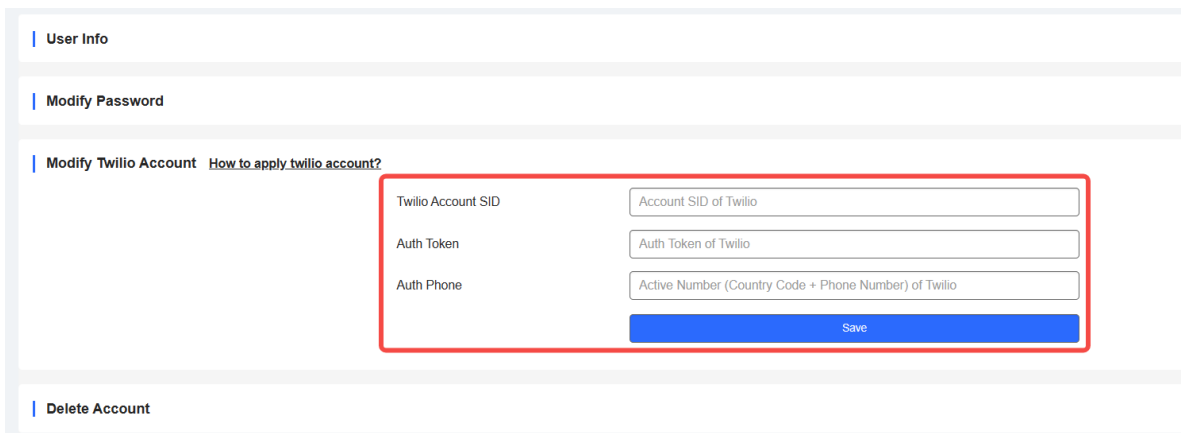 User Info
Modify Password
Modify Twilio Account How to apply twilio account?
Twilio Account SID Account SID of Twilio
Auth Token Auth Token of Twilio
Auth Phone Active Number (Country Code + Phone Number) of Twilio
Save
Delete Account